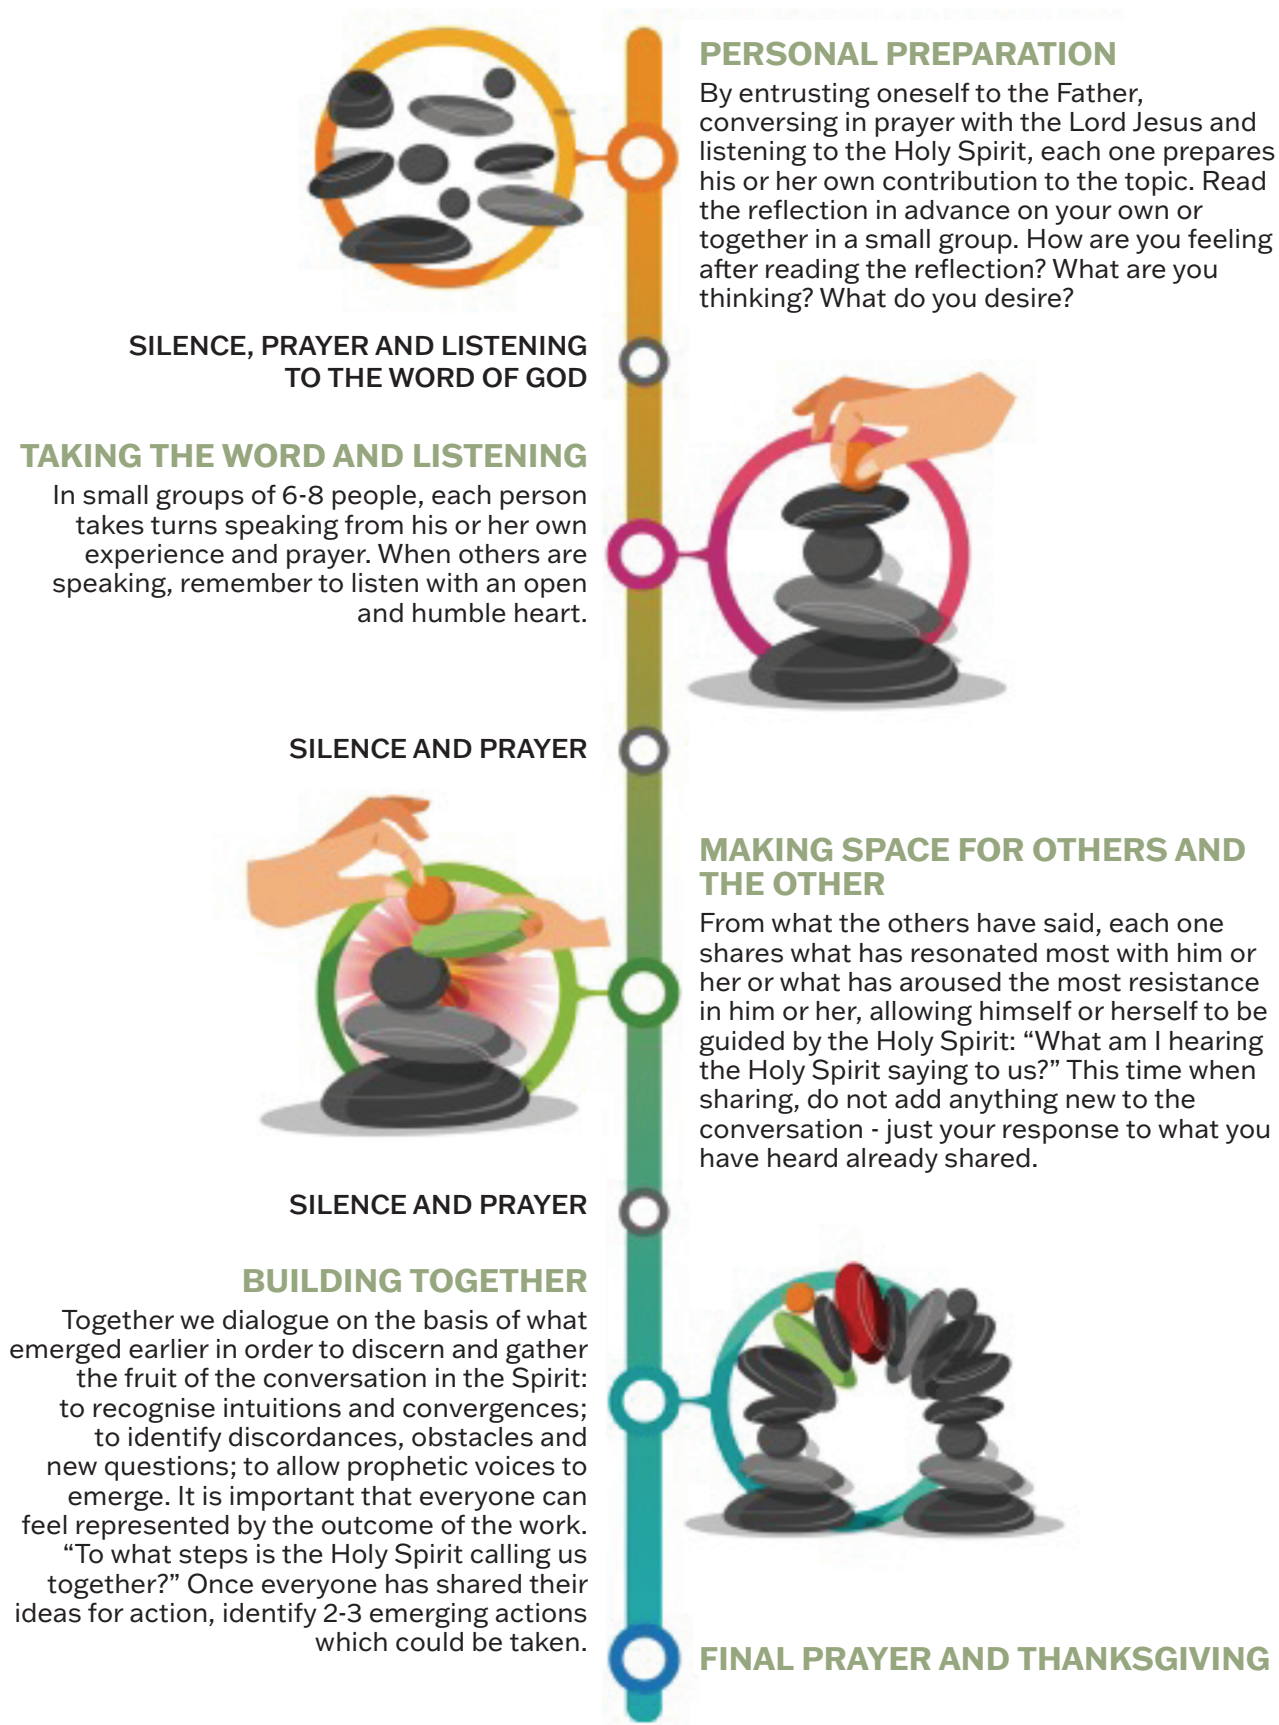 PERSONAL PREPARATION
By entrusting oneself to the Father,
conversing in prayer with the Lord Jesus and
listening to the Holy Spirit, each one prepares
his or her own contribution to the topic. Read
the reflection in advance on your own or
together in a small group. How are you feeling
after reading the reflection? What are you
thinking? What do you desire?
SILENCE, PRAYER AND LISTENING
TO THE WORD OF GOD
TAKING THE WORD AND LISTENING
In small groups of 6-8 people, each person
takes turns speaking from his or her own
experience and prayer. When others are
speaking, remember to listen with an open
and humble heart.
SILENCE AND PRAYER
MAKING SPACE FOR OTHERS AND
THE OTHER
From what the others have said, each one
shares what has resonated most with him or
her or what has aroused the most resistance
in him or her, allowing himself or herself to be
guided by the Holy Spirit: “What am I hearing
the Holy Spirit saying to us?” This time when
sharing, do not add anything new to the
conversation - just your response to what you
have heard already shared.
SILENCE AND PRAYER
BUILDING TOGETHER
Together we dialogue on the basis of what
emerged earlier in order to discern and gather
the fruit of the conversation in the Spirit:
to recognise intuitions and convergences;
to identify discordances, obstacles and
new questions; to allow prophetic voices to
emerge. It is important that everyone can
feel represented by the outcome of the work.
“To what steps is the Holy Spirit calling us
together?” Once everyone has shared their
ideas for action, identify 2-3 emerging actions
which could be taken.
FINAL PRAYER AND THANKSGIVING